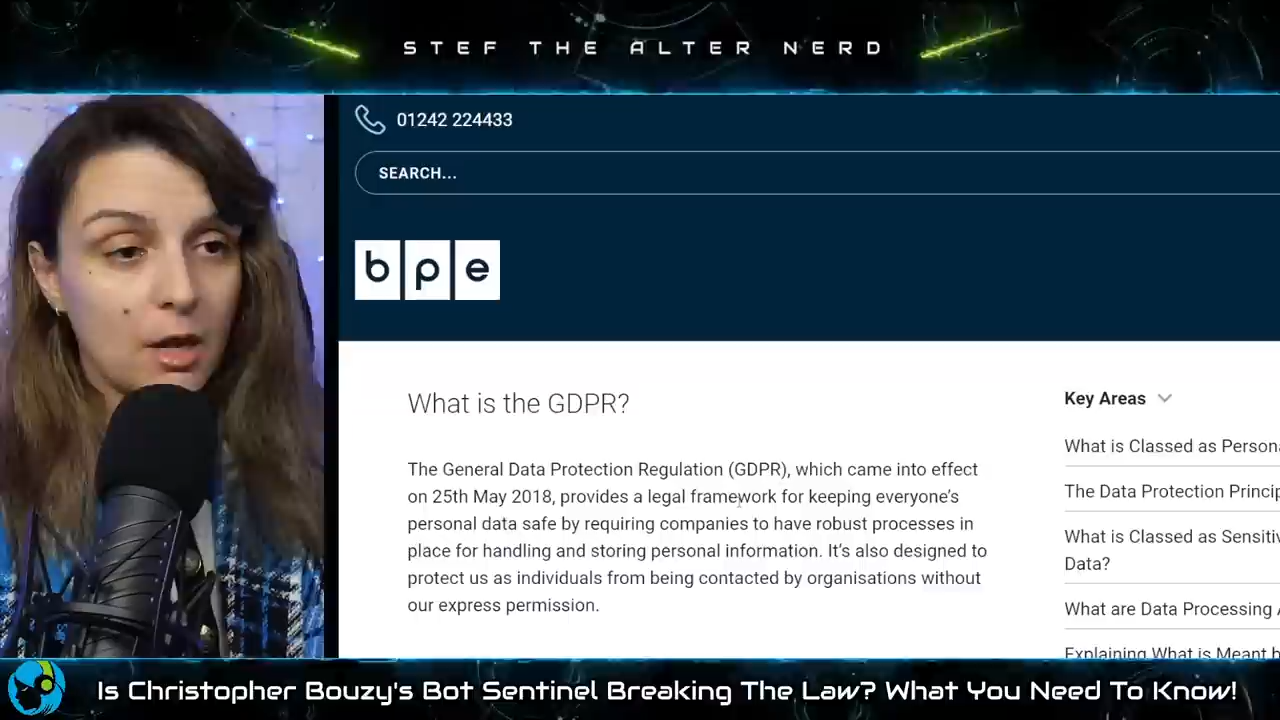 STEF THE ALTER NERD
01242 224433
SEARCH...
bpe
What is the GDPR?
The General Data Protection Regulation (GDPR), which came into effect
on 25th May 2018, provides a legal framework for keeping everyone's
personal data safe by requiring companies to have robust processes in
place for handling and storing personal information. It's also designed to
protect us as individuals from being contacted by organisations without
our express permission.
Key Areas
What is Classed as Persona
The Data Protection Princip
What is Classed as Sensitiv
Data?
What are Data Processing A
Explaining What is Meant b
Is Christopher Bouzy's Bot Sentinel Breaking The Law? What You Need To Know!